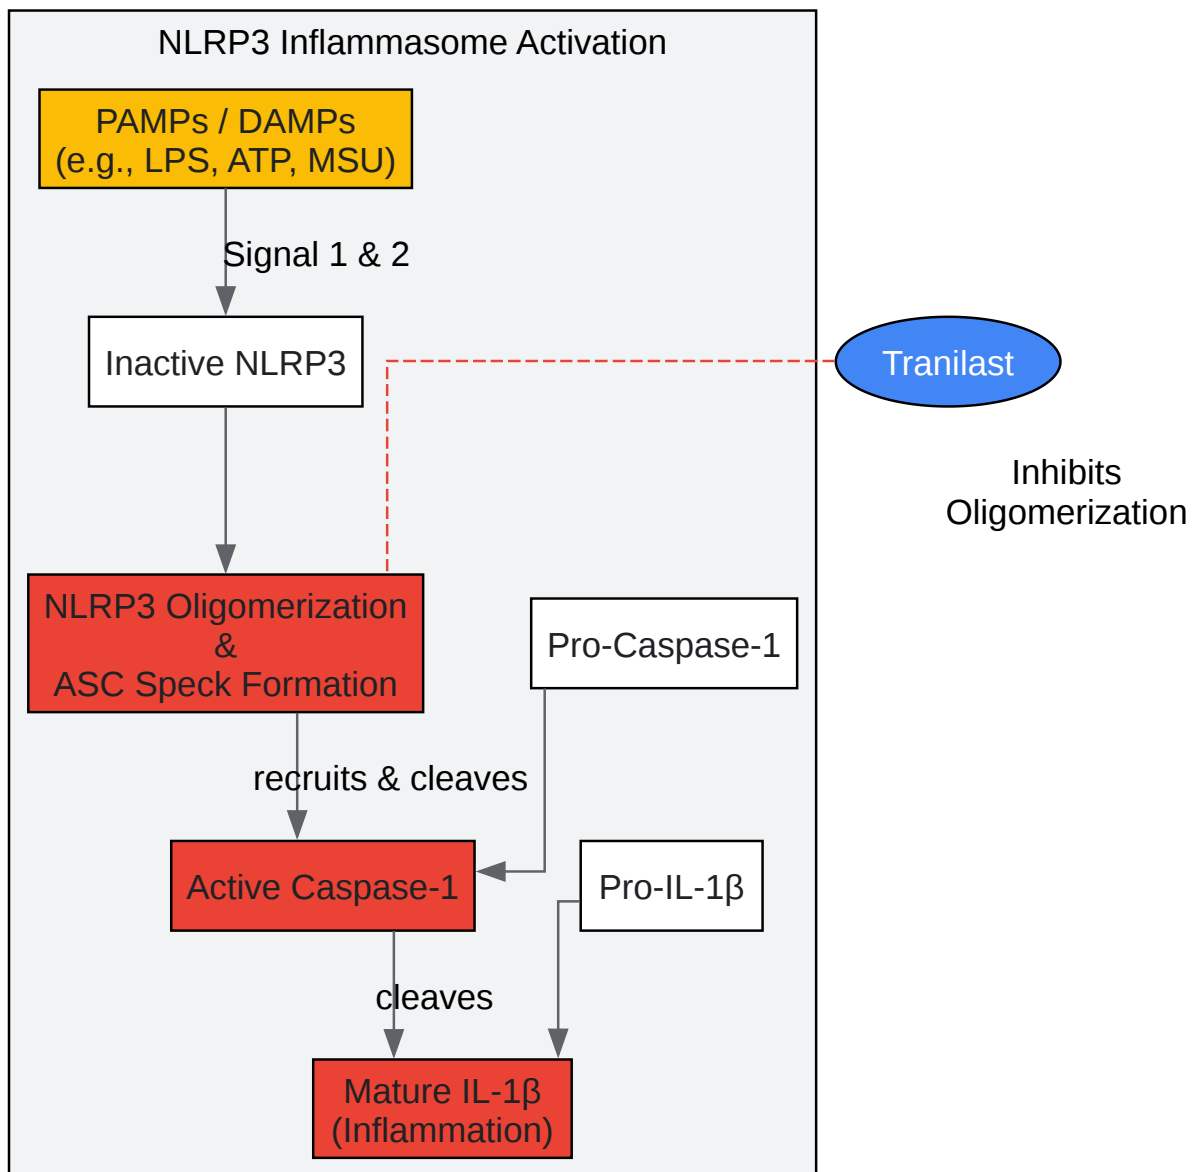 NLRP3 Inflammasome Activation
PAMPs / DAMPs
(e.g., LPS, ATP, MSU)
Signal 1 & 2
Inactive NLRP3
Tranilast
Inhibits
Oligomerization
NLRP3 Oligomerization
&
ASC Speck Formation
Pro-Caspase-1
recruits & cleaves
Active Caspase-1
Pro-IL-1β
cleaves
Mature IL-1β
(Inflammation)